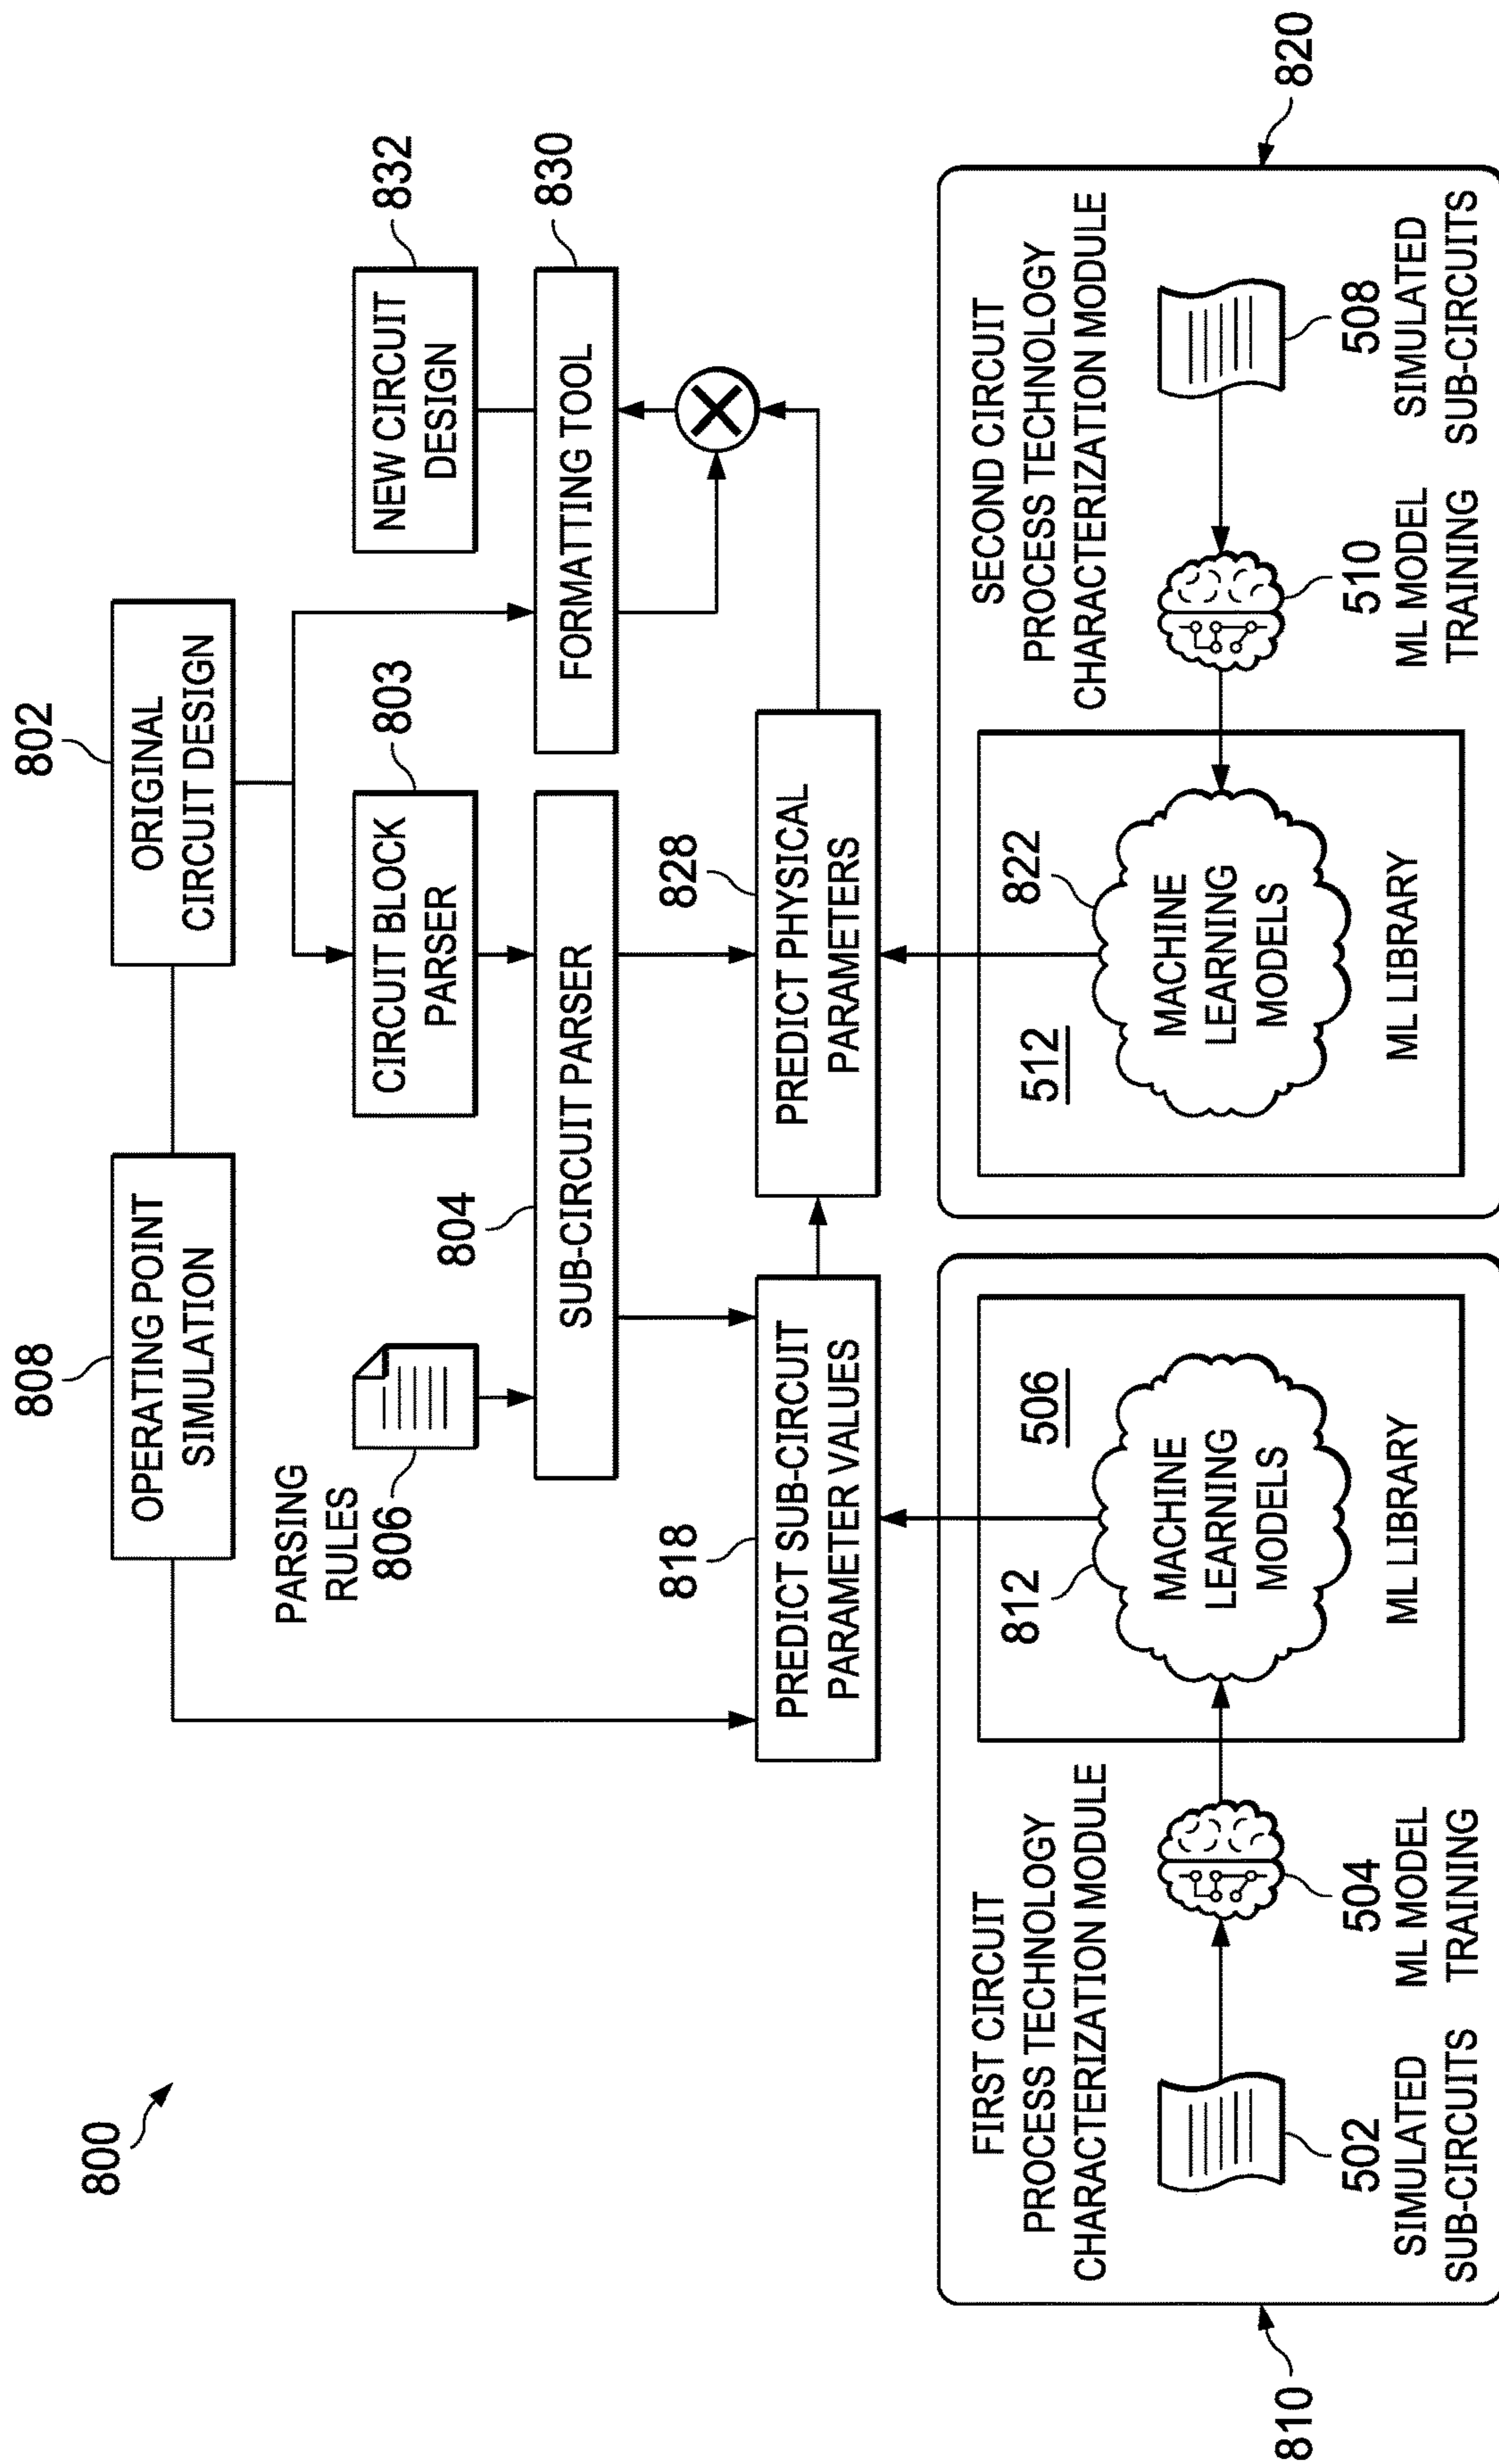 800
802
ORIGINAL
CIRCUIT DESIGN
808
OPERATING POINT
SIMULATION
PARSING
RULES
806
CIRCUIT BLOCK
PARSER
803
NEW CIRCUIT
DESIGN
832
804
SUB-CIRCUIT PARSER
FORMATTING TOOL
830
818
PREDICT SUB-CIRCUIT
PARAMETER VALUES
828
PREDICT PHYSICAL
PARAMETERS
810
FIRST CIRCUIT
PROCESS TECHNOLOGY
CHARACTERIZATION MODULE
502
SIMULATED
SUB-CIRCUITS
504
ML MODEL
TRAINING
812
506
MACHINE
LEARNING
MODELS
ML LIBRARY
820
SECOND CIRCUIT
PROCESS TECHNOLOGY
CHARACTERIZATION MODULE
512
822
MACHINE
LEARNING
MODELS
ML LIBRARY
510
ML MODEL
TRAINING
508
SIMULATED
SUB-CIRCUITS